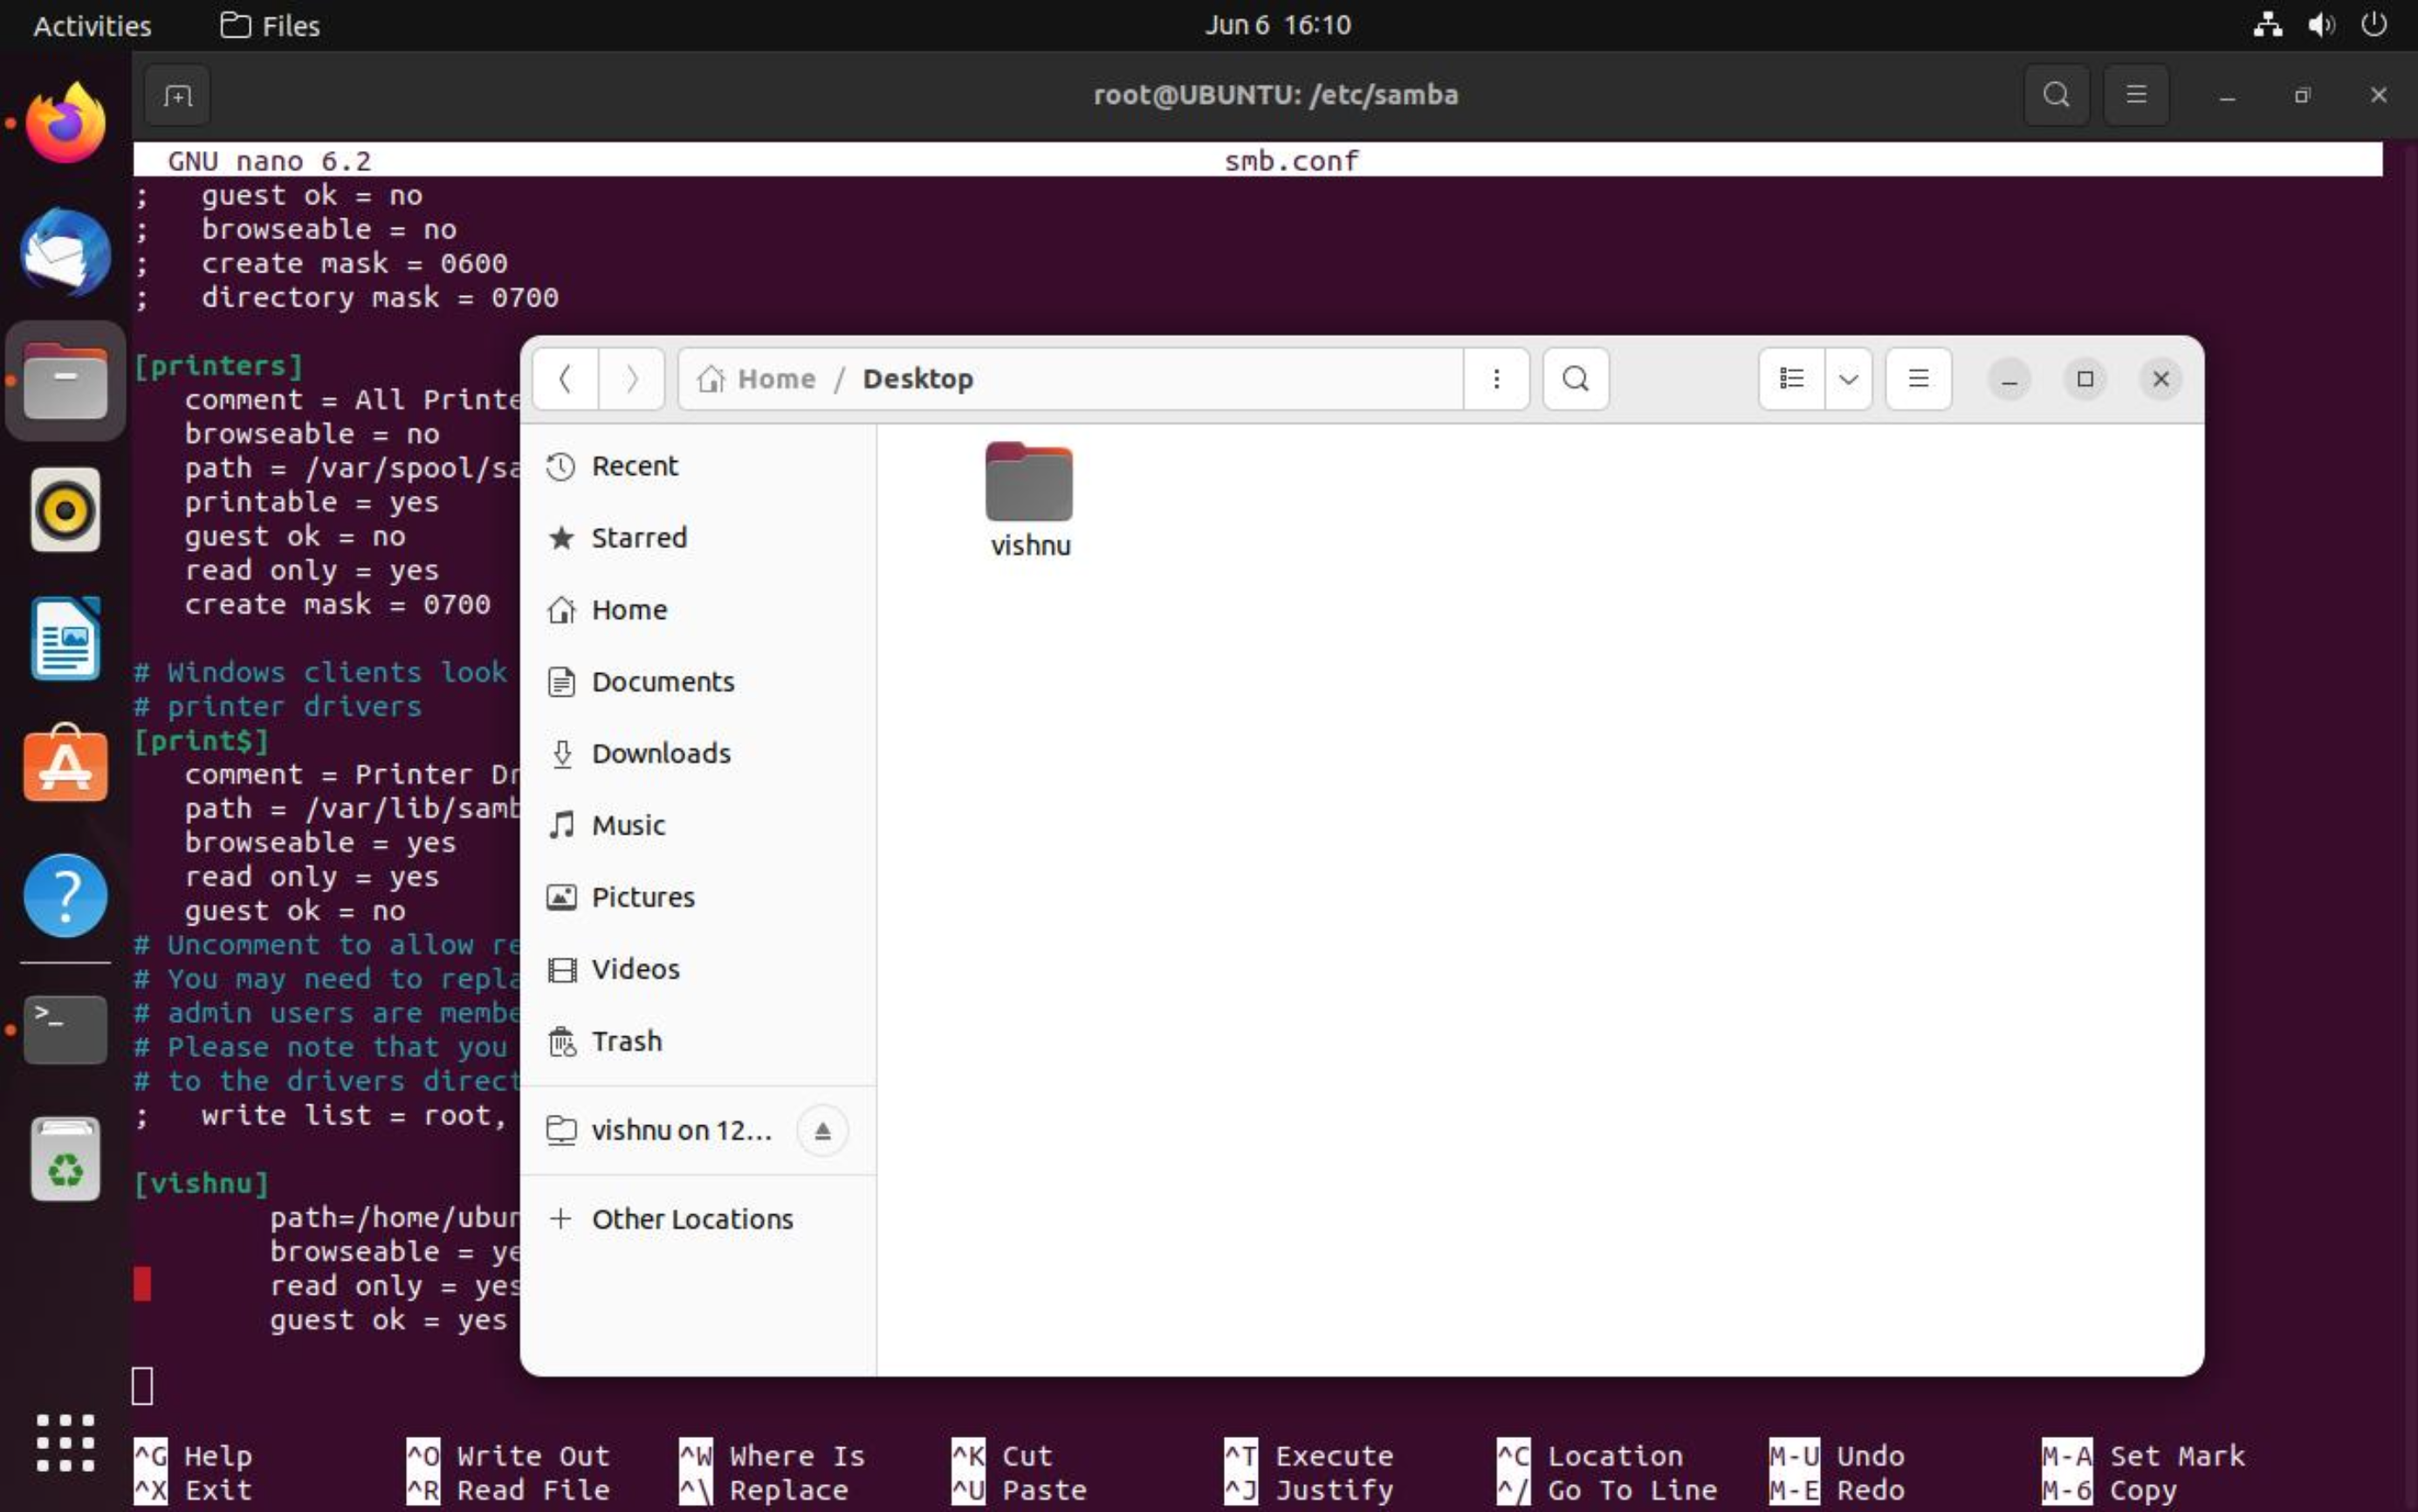 Activities Files Jun 6 16:10
root@UBUNTU: /etc/samba
GNU nano 6.2 smb.conf
; guest ok = no
; browseable = no
; create mask = 0600
; directory mask = 0700
[printers]
comment = All Printe
browseable = no
path = /var/spool/sa
printable = yes
guest ok = no
read only = yes
create mask = 0700
# Windows clients look
# printer drivers
[print$]
comment = Printer Dr
path = /var/lib/samb
browseable = yes
read only = yes
guest ok = no
# Uncomment to allow re
# You may need to repla
# admin users are membe
# Please note that you
# to the drivers direct
; write list = root,
[vishnu]
path=/home/ubun
browseable = ye
read only = yes
guest ok = yes
Home / Desktop
Recent
Starred
Home
Documents
Downloads
Music
Pictures
Videos
Trash
vishnu on 12...
+ Other Locations
vishnu
^G Help ^O Write Out ^W Where Is ^K Cut ^T Execute ^C Location M-U Undo M-A Set Mark
^X Exit ^R Read File ^\ Replace ^U Paste ^J Justify ^/ Go To Line M-E Redo M-6 Copy